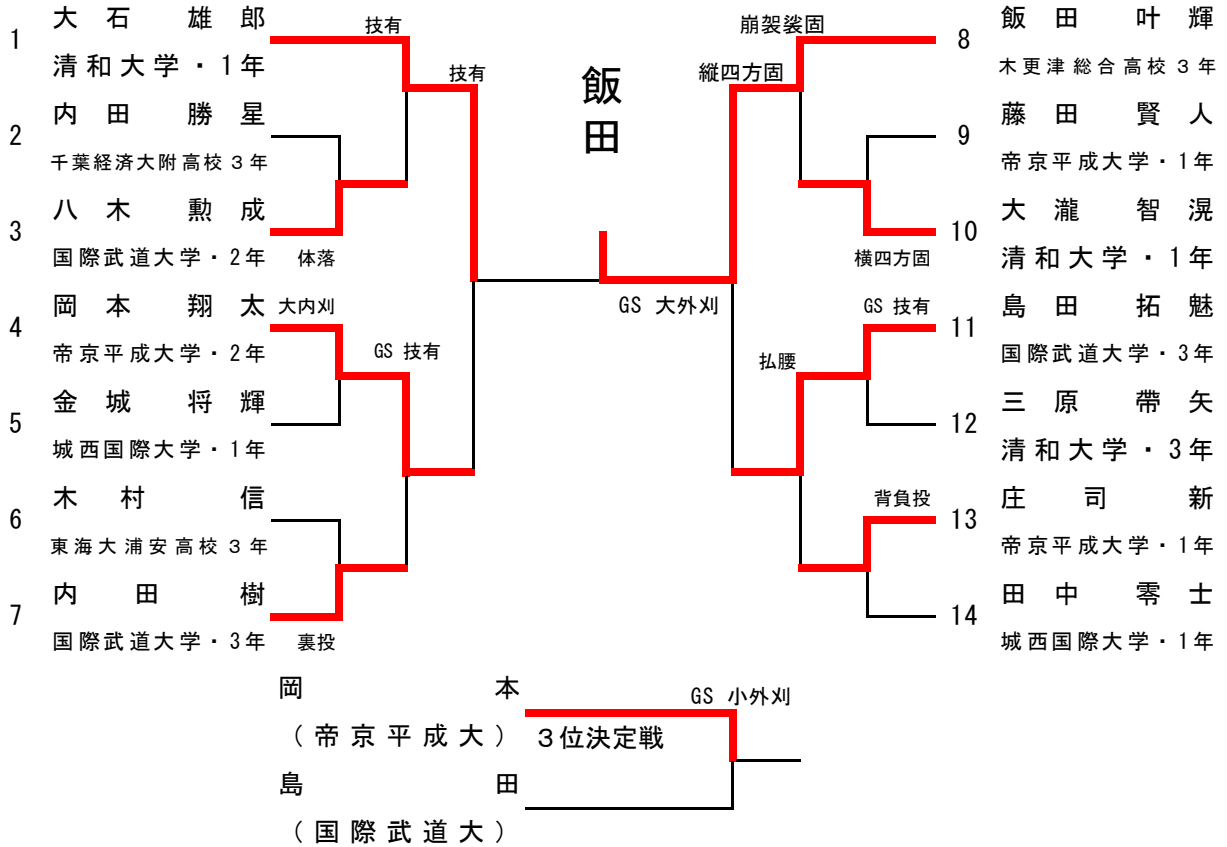 1
大石 雄郎
清和大学・1年
2
内田 勝星
千葉経済大附高校3年
3
八木 勲成
国際武道大学・2年
体落
4
岡本 翔太
帝京平成大学・2年
大内刈
5
金城 将輝
城西国際大学・1年
6
木村 信
東海大浦安高校3年
7
内田 樹
国際武道大学・3年
裏投
技有
技有
GS 技有
飯田
GS 大外刈
崩袈裟固
縦四方固
横四方固
GS 技有
払腰
背負投
8
飯田 叶輝
木更津総合高校3年
9
藤田 賢人
帝京平成大学・1年
10
大瀧 智滉
清和大学・1年
11
島田 拓魅
国際武道大学・3年
12
三原 帶矢
清和大学・3年
13
庄司 新
帝京平成大学・1年
14
田中 零士
城西国際大学・1年
岡本
(帝京平成大)
3位決定戦
GS 小外刈
島田
(国際武道大)